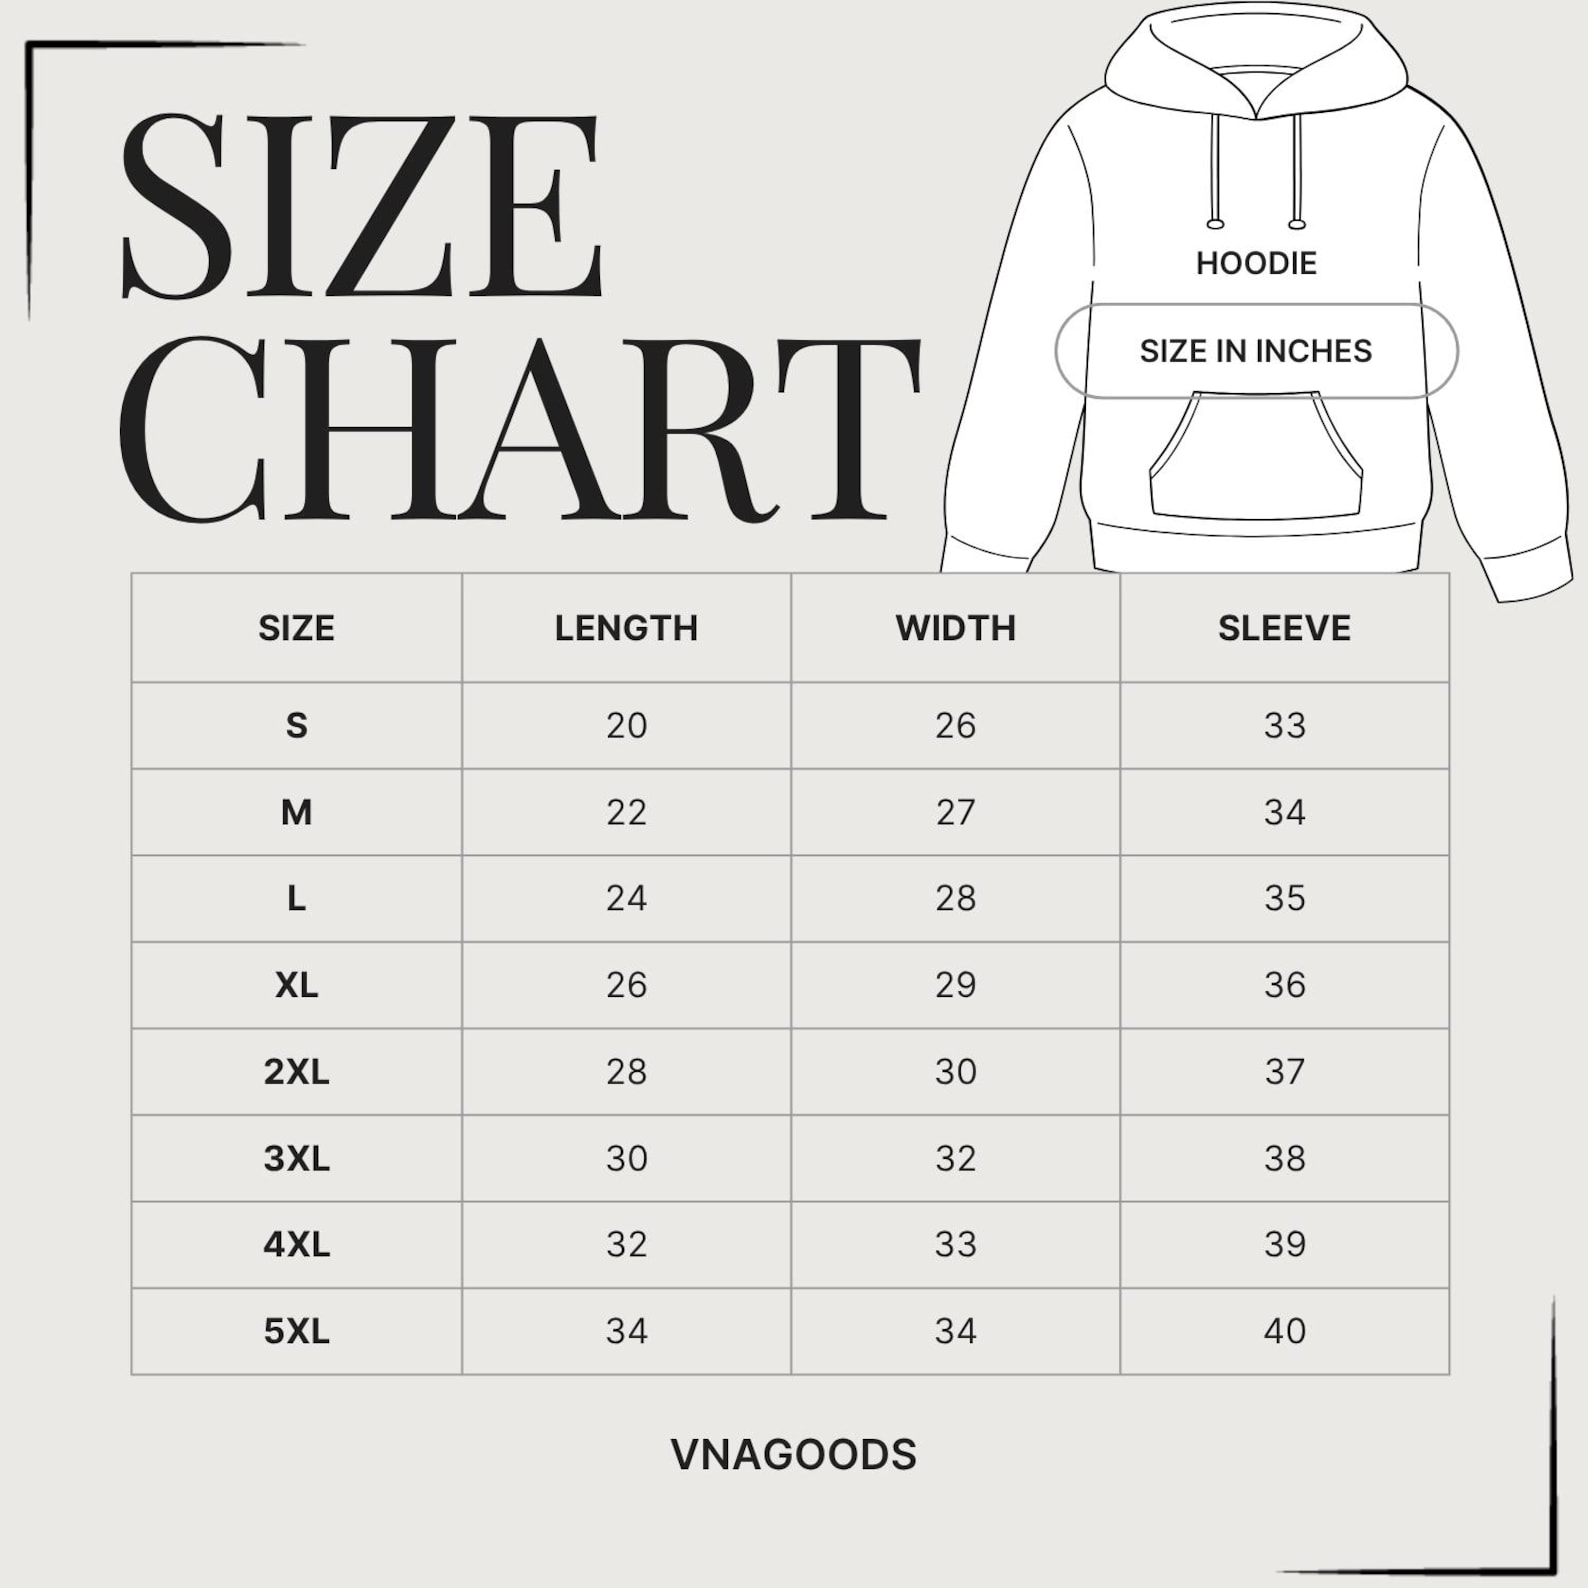 SIZE
CHART
HOODIE
SIZE IN INCHES
SIZE LENGTH WIDTH SLEEVE
S 20 26 33
M 22 27 34
L 24 28 35
XL 26 29 36
2XL 28 30 37
3XL 30 32 38
4XL 32 33 39
5XL 34 34 40
VNAGOODS